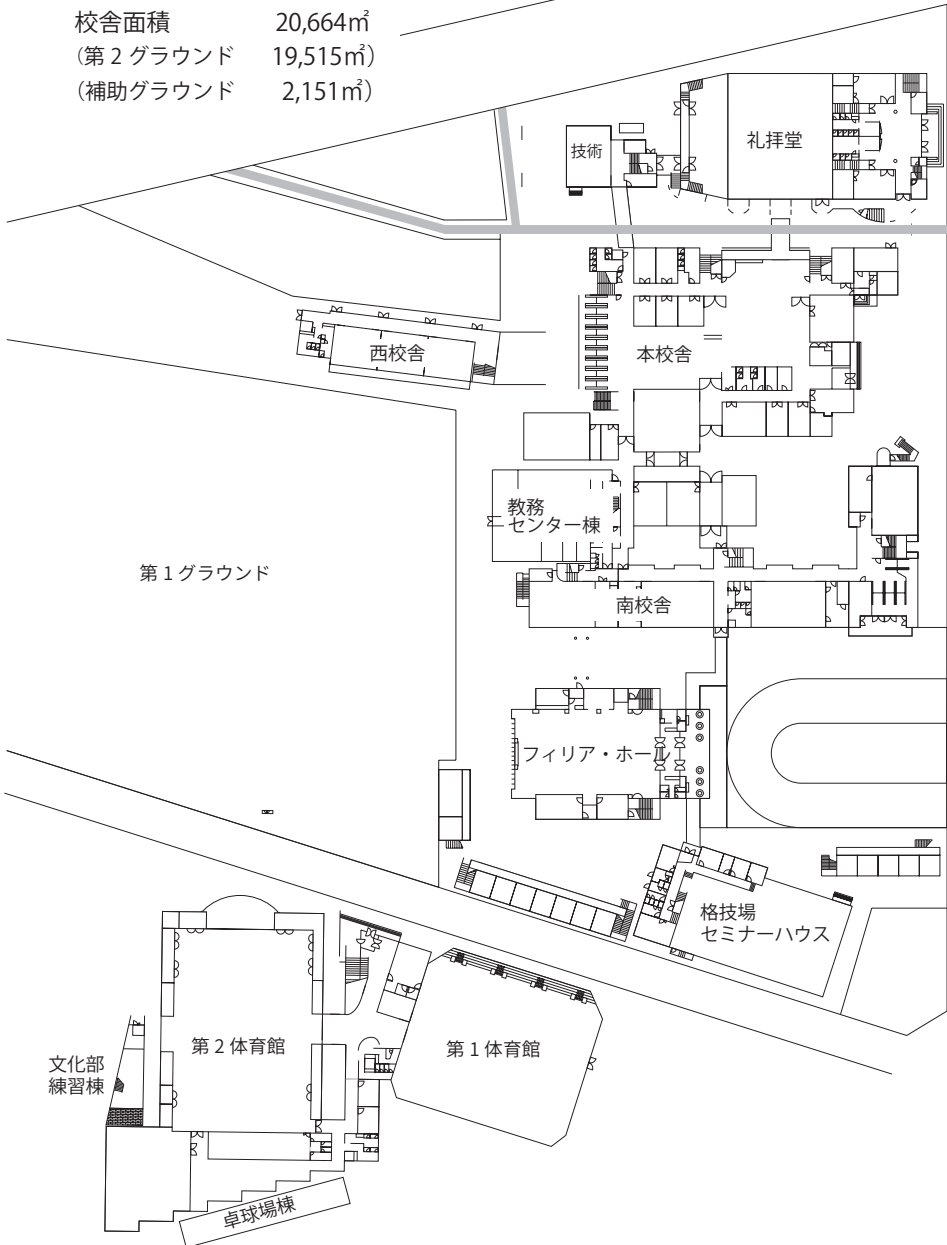 校舎面積 20,664㎡
(第2グラウンド 19,515㎡)
(補助グラウンド 2,151㎡)
技術
礼拝堂
西校舎
本校舎
教務
センター棟
第1グラウンド
南校舎
フィリア・ホール
格技場
セミナーハウス
第2体育館
第1体育館
文化部
練習棟
卓球場棟